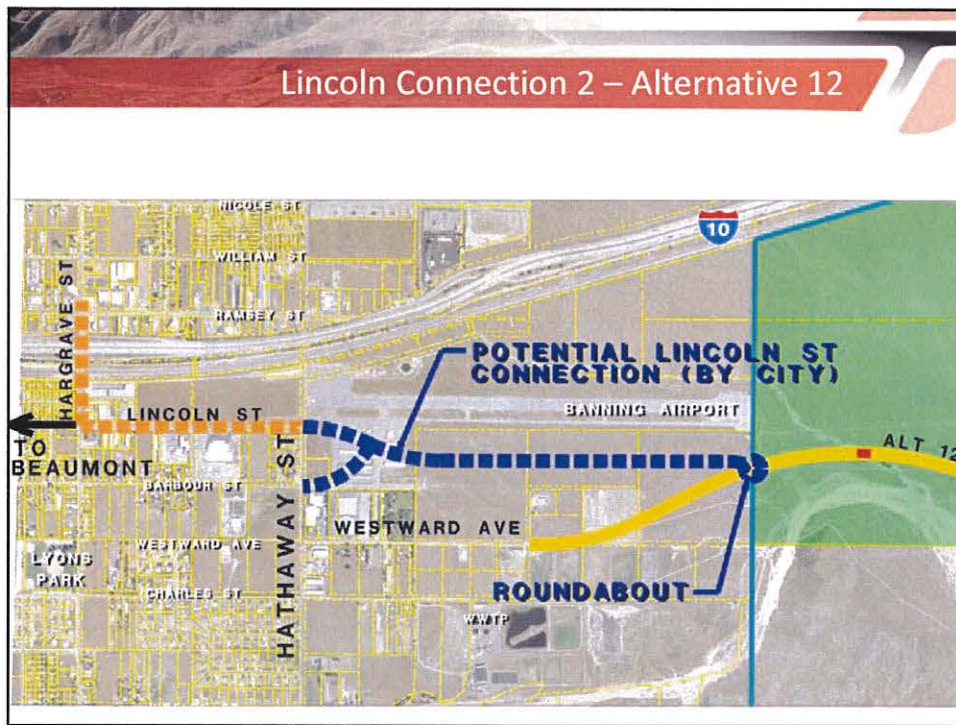 Lincoln Connection 2 – Alternative 12
NICOLE ST
10
WILLIAM ST
HARGRAVE ST
RAMSEY ST
POTENTIAL LINCOLN ST
CONNECTION (BY CITY)
LINCOLN ST
BANNING AIRPORT
TO
BEAUMONT
ALT 12
BARBOUR ST
HATHAWAY ST
WESTWARD AVE
WESTWARD AVE
LYONS
PARK
CHARLES ST
ROUNDABOUT
WWTP